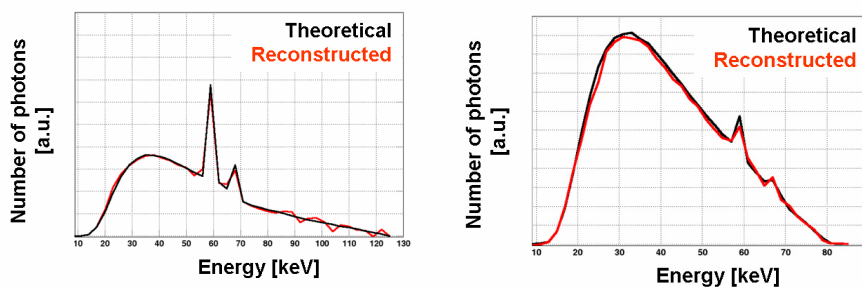 Theoretical
Reconstructed
Number of photons
[a.u.]
10 20 30 40 50 60 70 80 90 100 110 120 130
Energy [keV]
Theoretical
Reconstructed
Number of photons
[a.u.]
10 20 30 40 50 60 70 80
Energy [keV]